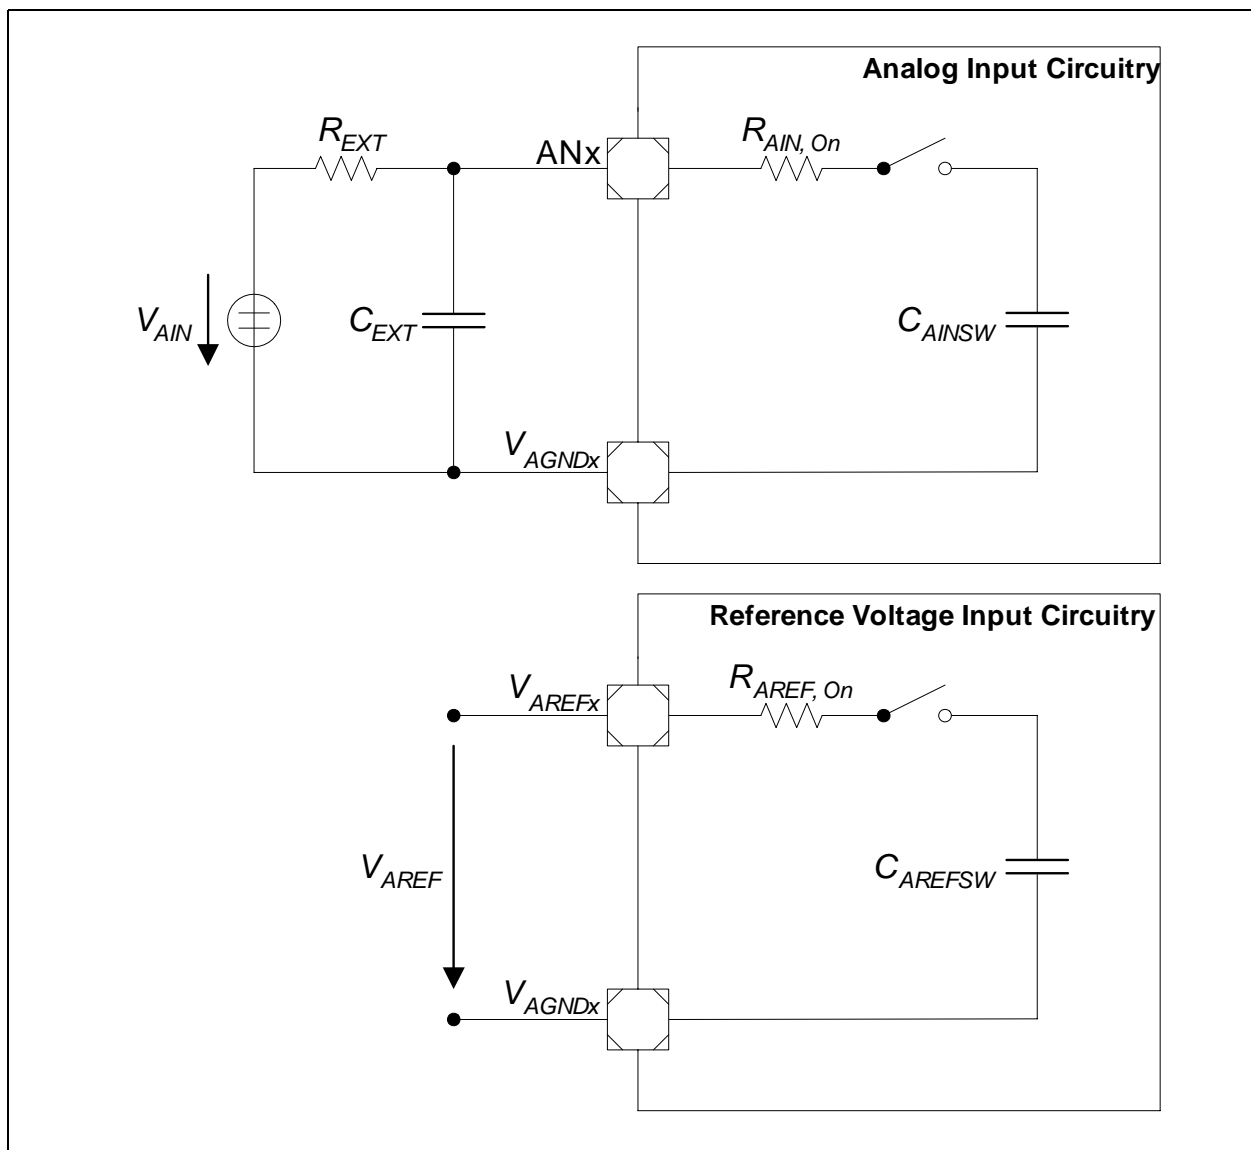 Analog Input Circuitry
R_EXT
ANx
R_AIN, On
V_AIN
C_EXT
C_AINSW
V_AGNDx
Reference Voltage Input Circuitry
V_AREFx
R_AREF, On
V_AREF
C_AREFSW
V_AGNDx